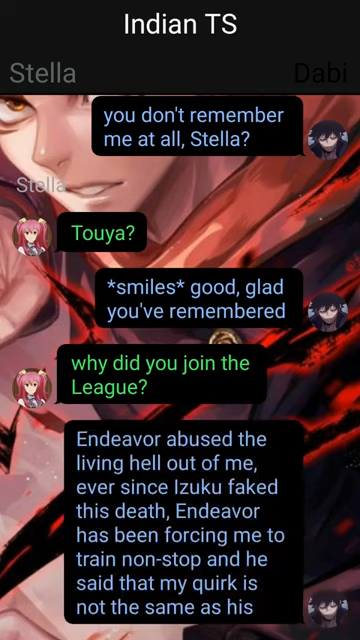 Indian TS
Stella
Dabi
you don't remember
me at all, Stella?
Stella
Touya?
*smiles* good, glad
you've remembered
why did you join the
League?
Endeavor abused the
living hell out of me,
ever since Izuku faked
this death, Endeavor
has been forcing me to
train non-stop and he
said that my quirk is
not the same as his